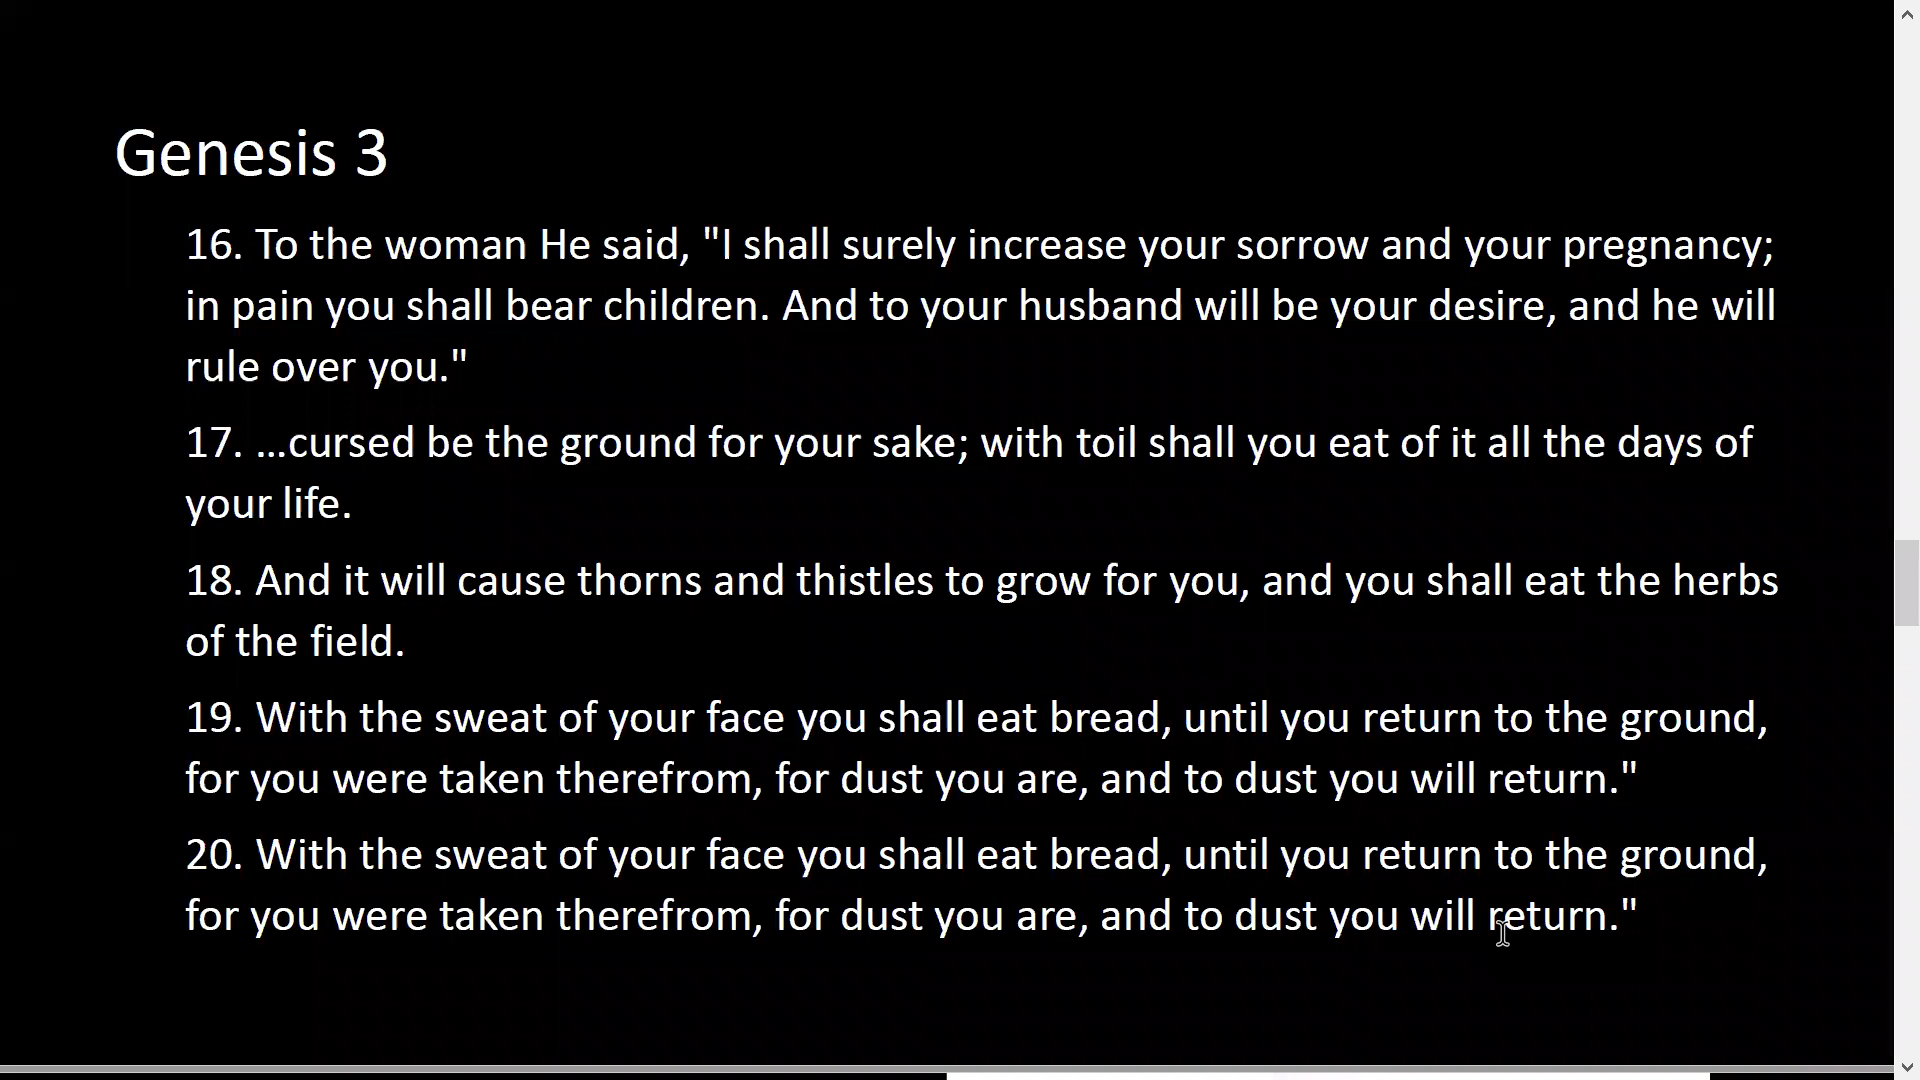 Genesis 3
16. To the woman He said, "I shall surely increase your sorrow and your pregnancy;
in pain you shall bear children. And to your husband will be your desire, and he will
rule over you."
17. …cursed be the ground for your sake; with toil shall you eat of it all the days of
your life.
18. And it will cause thorns and thistles to grow for you, and you shall eat the herbs
of the field.
19. With the sweat of your face you shall eat bread, until you return to the ground,
for you were taken therefrom, for dust you are, and to dust you will return."
20. With the sweat of your face you shall eat bread, until you return to the ground,
for you were taken therefrom, for dust you are, and to dust you will return."